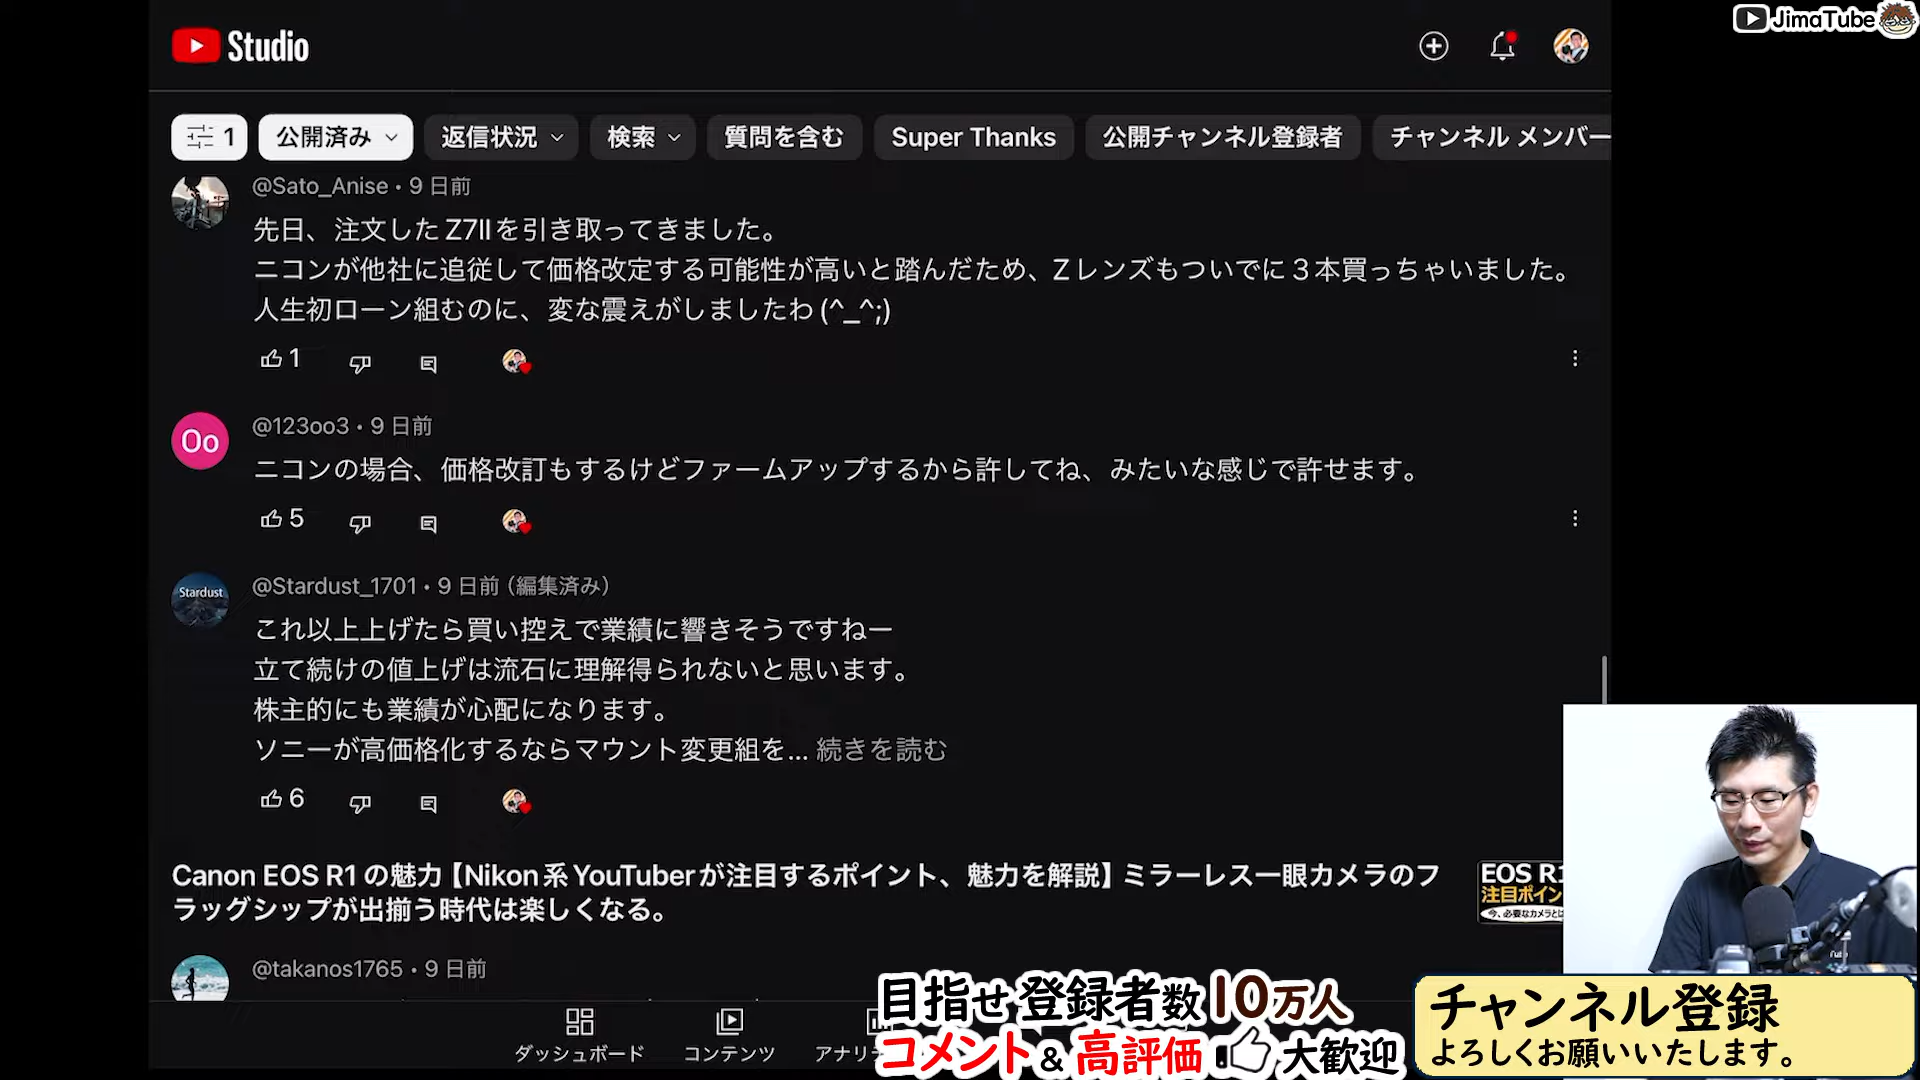 JimaTube
Studio
1
公開済み
返信状況
検索
質問を含む
Super Thanks
公開チャンネル登録者
チャンネル メンバー
@Sato_Anise • 9 日前
先日、注文した Z7IIを引き取ってきました。
ニコンが他社に追従して価格改定する可能性が高いと踏んだため、Zレンズもついでに３本買っちゃいました。
人生初ローン組むのに、変な震えがしましたわ (^_^;)
1
Oo
@123oo3 • 9 日前
ニコンの場合、価格改訂もするけどファームアップするから許してね、みたいな感じで許せます。
5
Stardust
@Stardust_1701 • 9 日前（編集済み）
これ以上上げたら買い控えで業績に響きそうですねー
立て続けの値上げは流石に理解得られないと思います。
株主的にも業績が心配になります。
ソニーが高価格化するならマウント変更組を... 続きを読む
6
Canon EOS R1の魅力【Nikon系YouTuberが注目するポイント、魅力を解説】ミラーレス一眼カメラのフ
ラッグシップが出揃う時代は楽しくなる。
EOS R1
注目ポイン
今、必要なカメラとは
@takanos1765 • 9 日前
ダッシュボード
コンテンツ
アナリ
目指せ 登録者数 10万人
コメント & 高評価 大歓迎
チャンネル登録
よろしくお願いいたします。